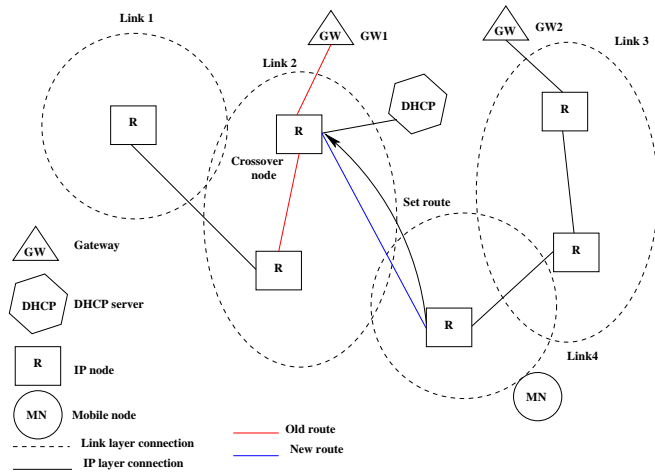 Link 1
GW
GW1
GW
GW2
Link 3
Link 2
DHCP
R
R
R
Crossover
node
Set route
R
R
R
GW
Gateway
DHCP
DHCP server
R
IP node
Link4
MN
MN
Mobile node
Link layer connection
IP layer connection
Old route
New route